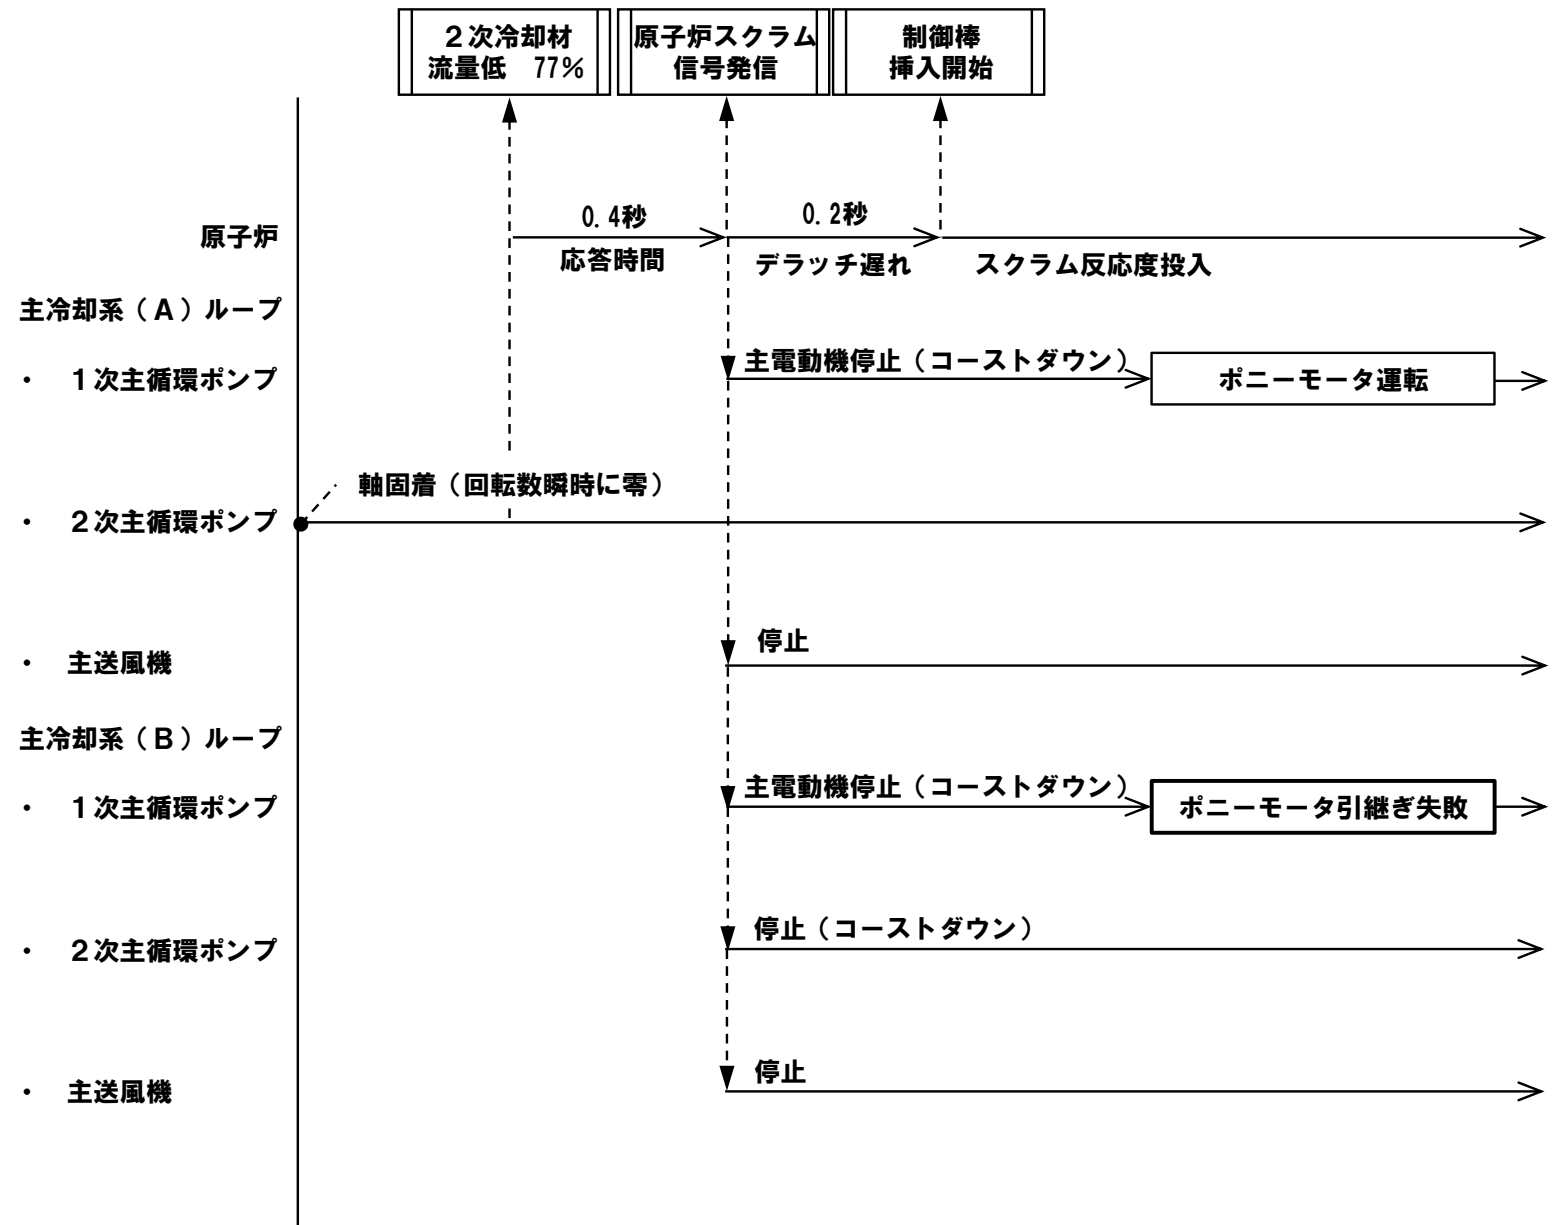 ２次冷却材
流量低　77％
原子炉スクラム
信号発信
制御棒
挿入開始
原子炉
0.4秒
応答時間
0.2秒
デラッチ遅れ
スクラム反応度投入
主冷却系（Ａ）ループ
・　１次主循環ポンプ
主電動機停止（コーストダウン）
ポニーモータ運転
軸固着（回転数瞬時に零）
・　２次主循環ポンプ
・　主送風機
停止
主冷却系（Ｂ）ループ
・　１次主循環ポンプ
主電動機停止（コーストダウン）
ポニーモータ引継ぎ失敗
・　２次主循環ポンプ
停止（コーストダウン）
・　主送風機
停止